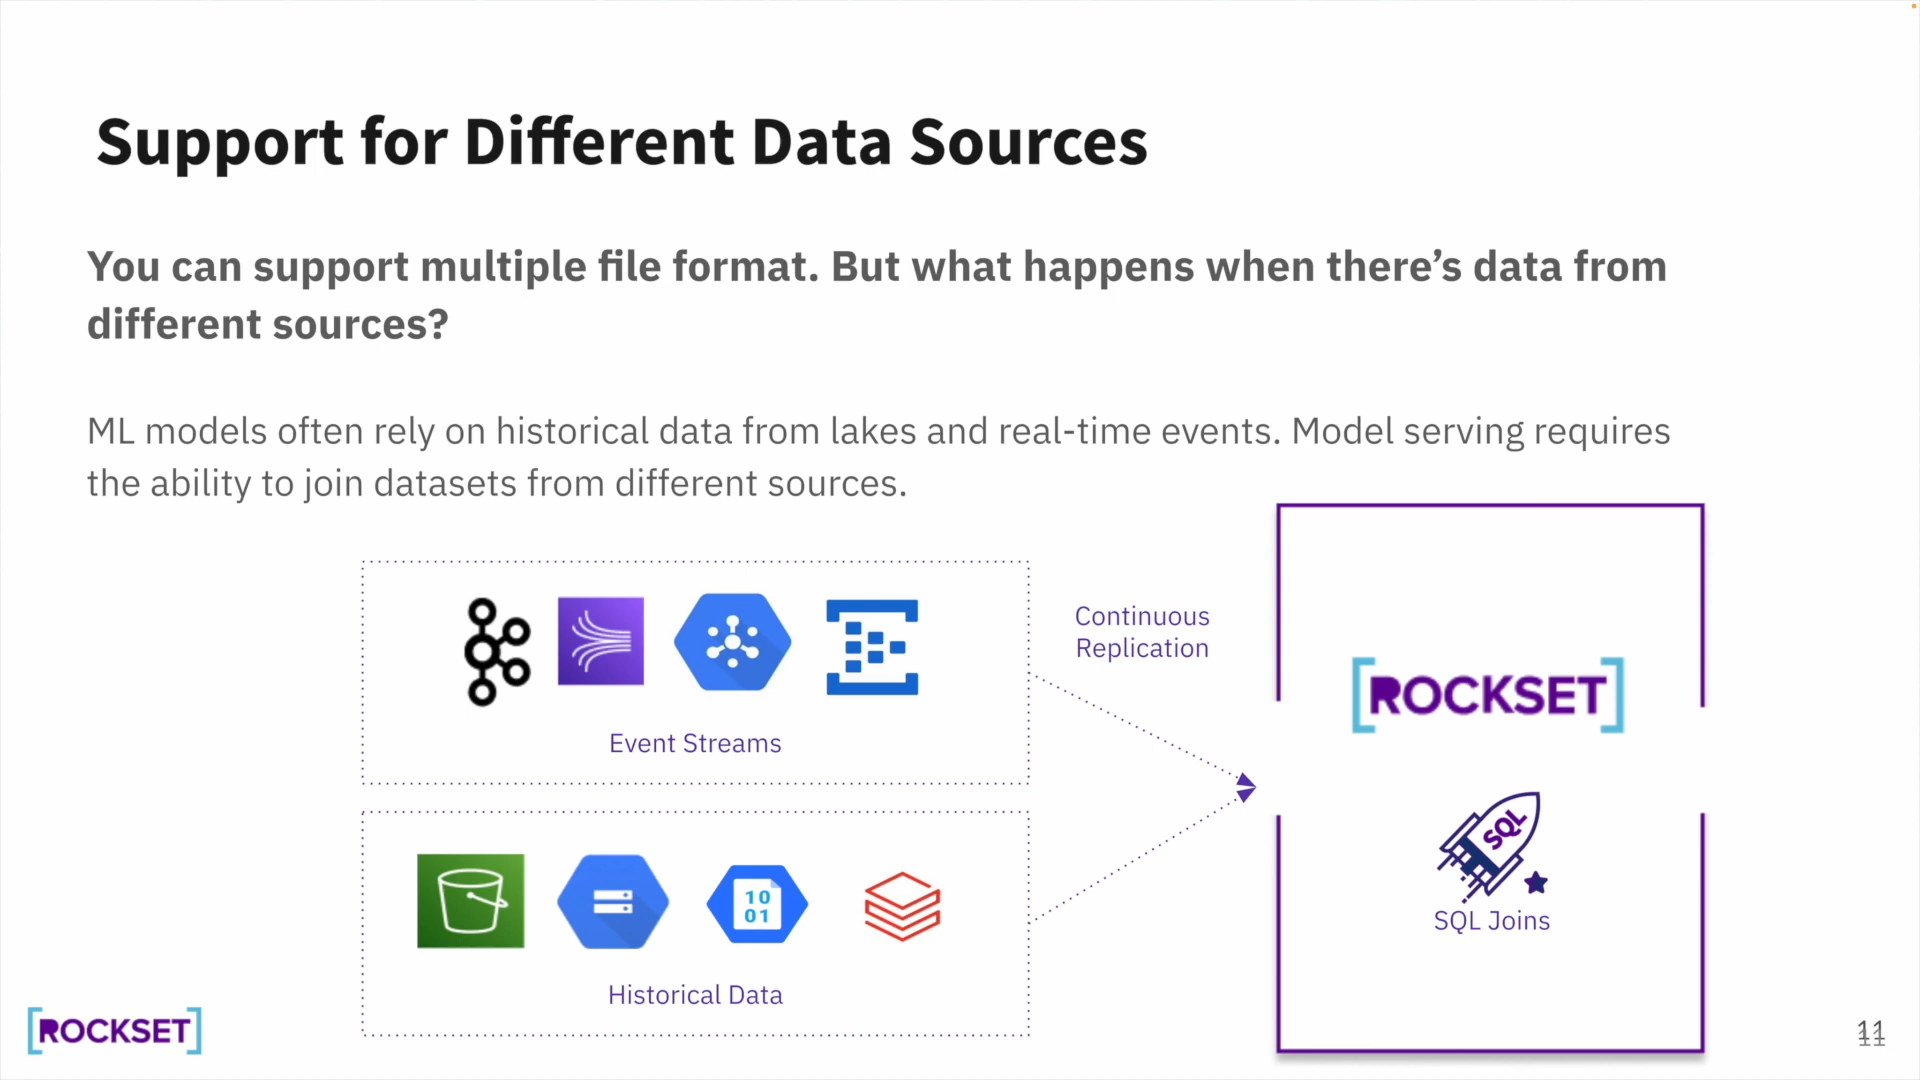 Support for Different Data Sources
You can support multiple file format. But what happens when there’s data from
different sources?
ML models often rely on historical data from lakes and real-time events. Model serving requires
the ability to join datasets from different sources.
Continuous
Replication
Event Streams
[ROCKSET]
SQL
SQL Joins
10
01
Historical Data
[ROCKSET]
11
11